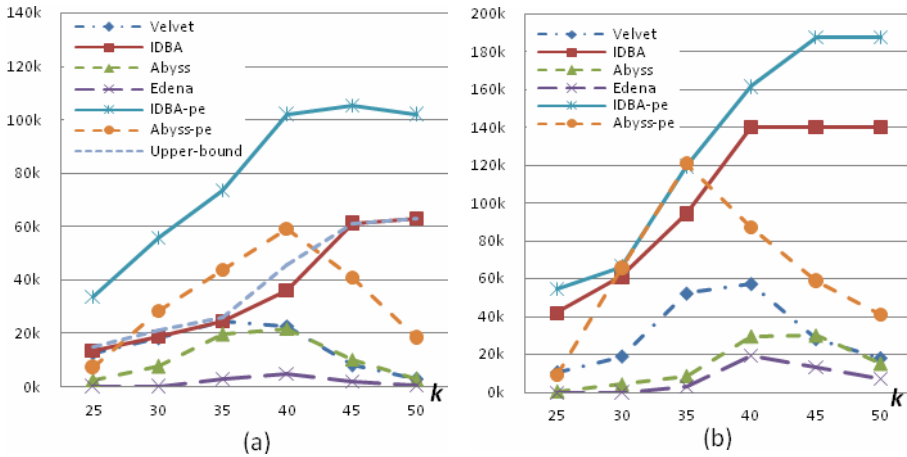 140k
120k
100k
80k
60k
40k
20k
0k
Velvet
IDBA
Abyss
Edena
IDBA-pe
Abyss-pe
Upper-bound
25 30 35 40 45 50 k
(a)
200k
180k
160k
140k
120k
100k
80k
60k
40k
20k
0k
Velvet
IDBA
Abyss
Edena
IDBA-pe
Abyss-pe
25 30 35 40 45 50 k
(b)